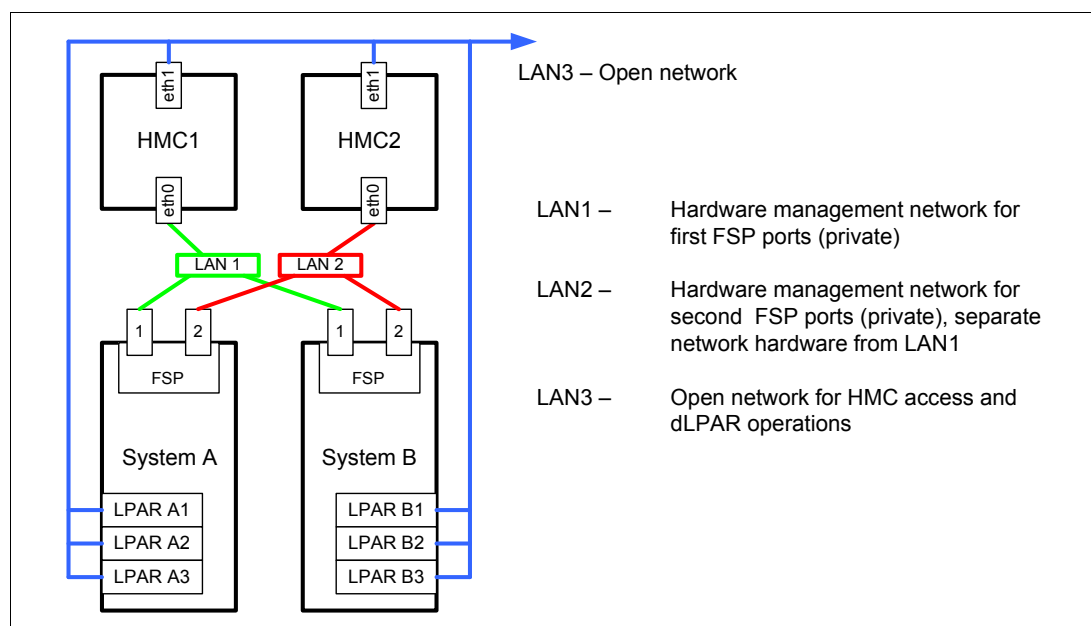 eth1
eth1
LAN3 – Open network
HMC1
HMC2
eth0
eth0
LAN 1
LAN 2
1
2
1
2
FSP
FSP
System A
System B
LPAR A1
LPAR A2
LPAR A3
LPAR B1
LPAR B2
LPAR B3
LAN1 – Hardware management network for
first FSP ports (private)
LAN2 – Hardware management network for
second FSP ports (private), separate
network hardware from LAN1
LAN3 – Open network for HMC access and
dLPAR operations